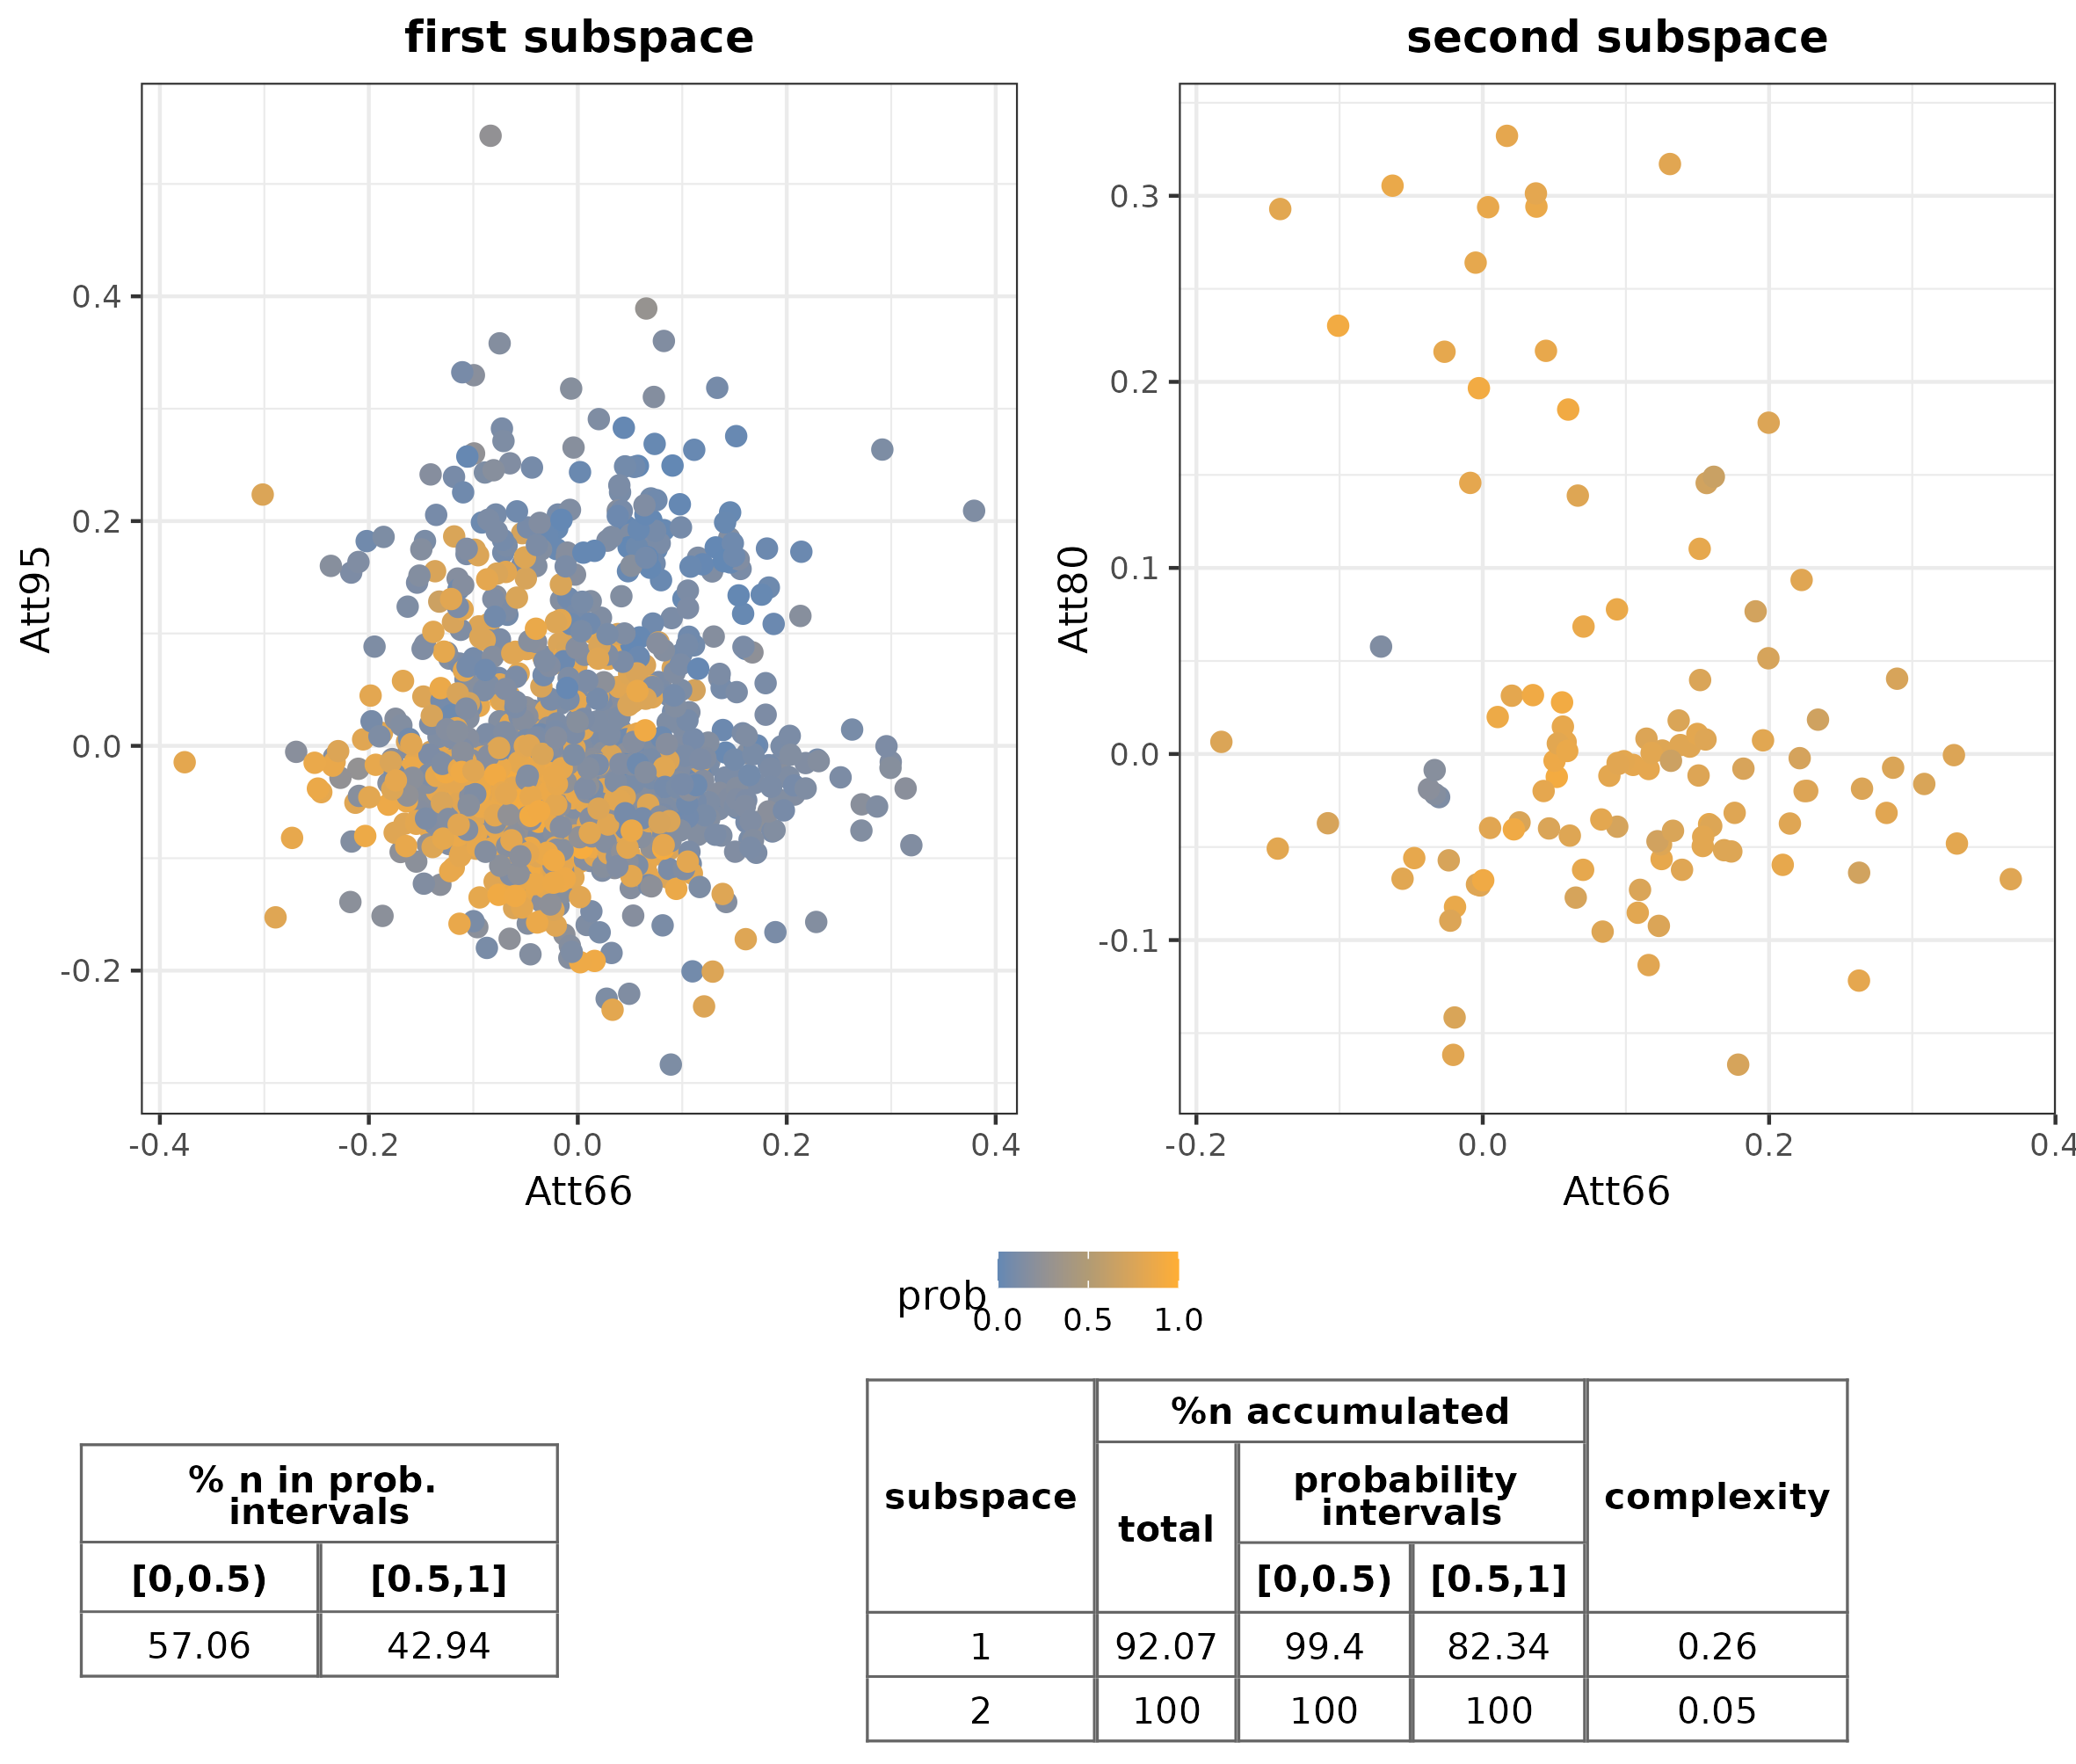 first subspace
second subspace
Att95
0.4
0.2
0.0
-0.2
-0.4
-0.2
0.0
0.2
0.4
Att66
Att80
0.3
0.2
0.1
0.0
-0.1
-0.2
0.0
0.2
0.4
Att66
prob
0.0 0.5 1.0
% n in prob.
intervals
[0,0.5) [0.5,1]
57.06 42.94
%n accumulated
subspace
total
probability
intervals
complexity
[0,0.5) [0.5,1]
1 92.07 99.4 82.34 0.26
2 100 100 100 0.05